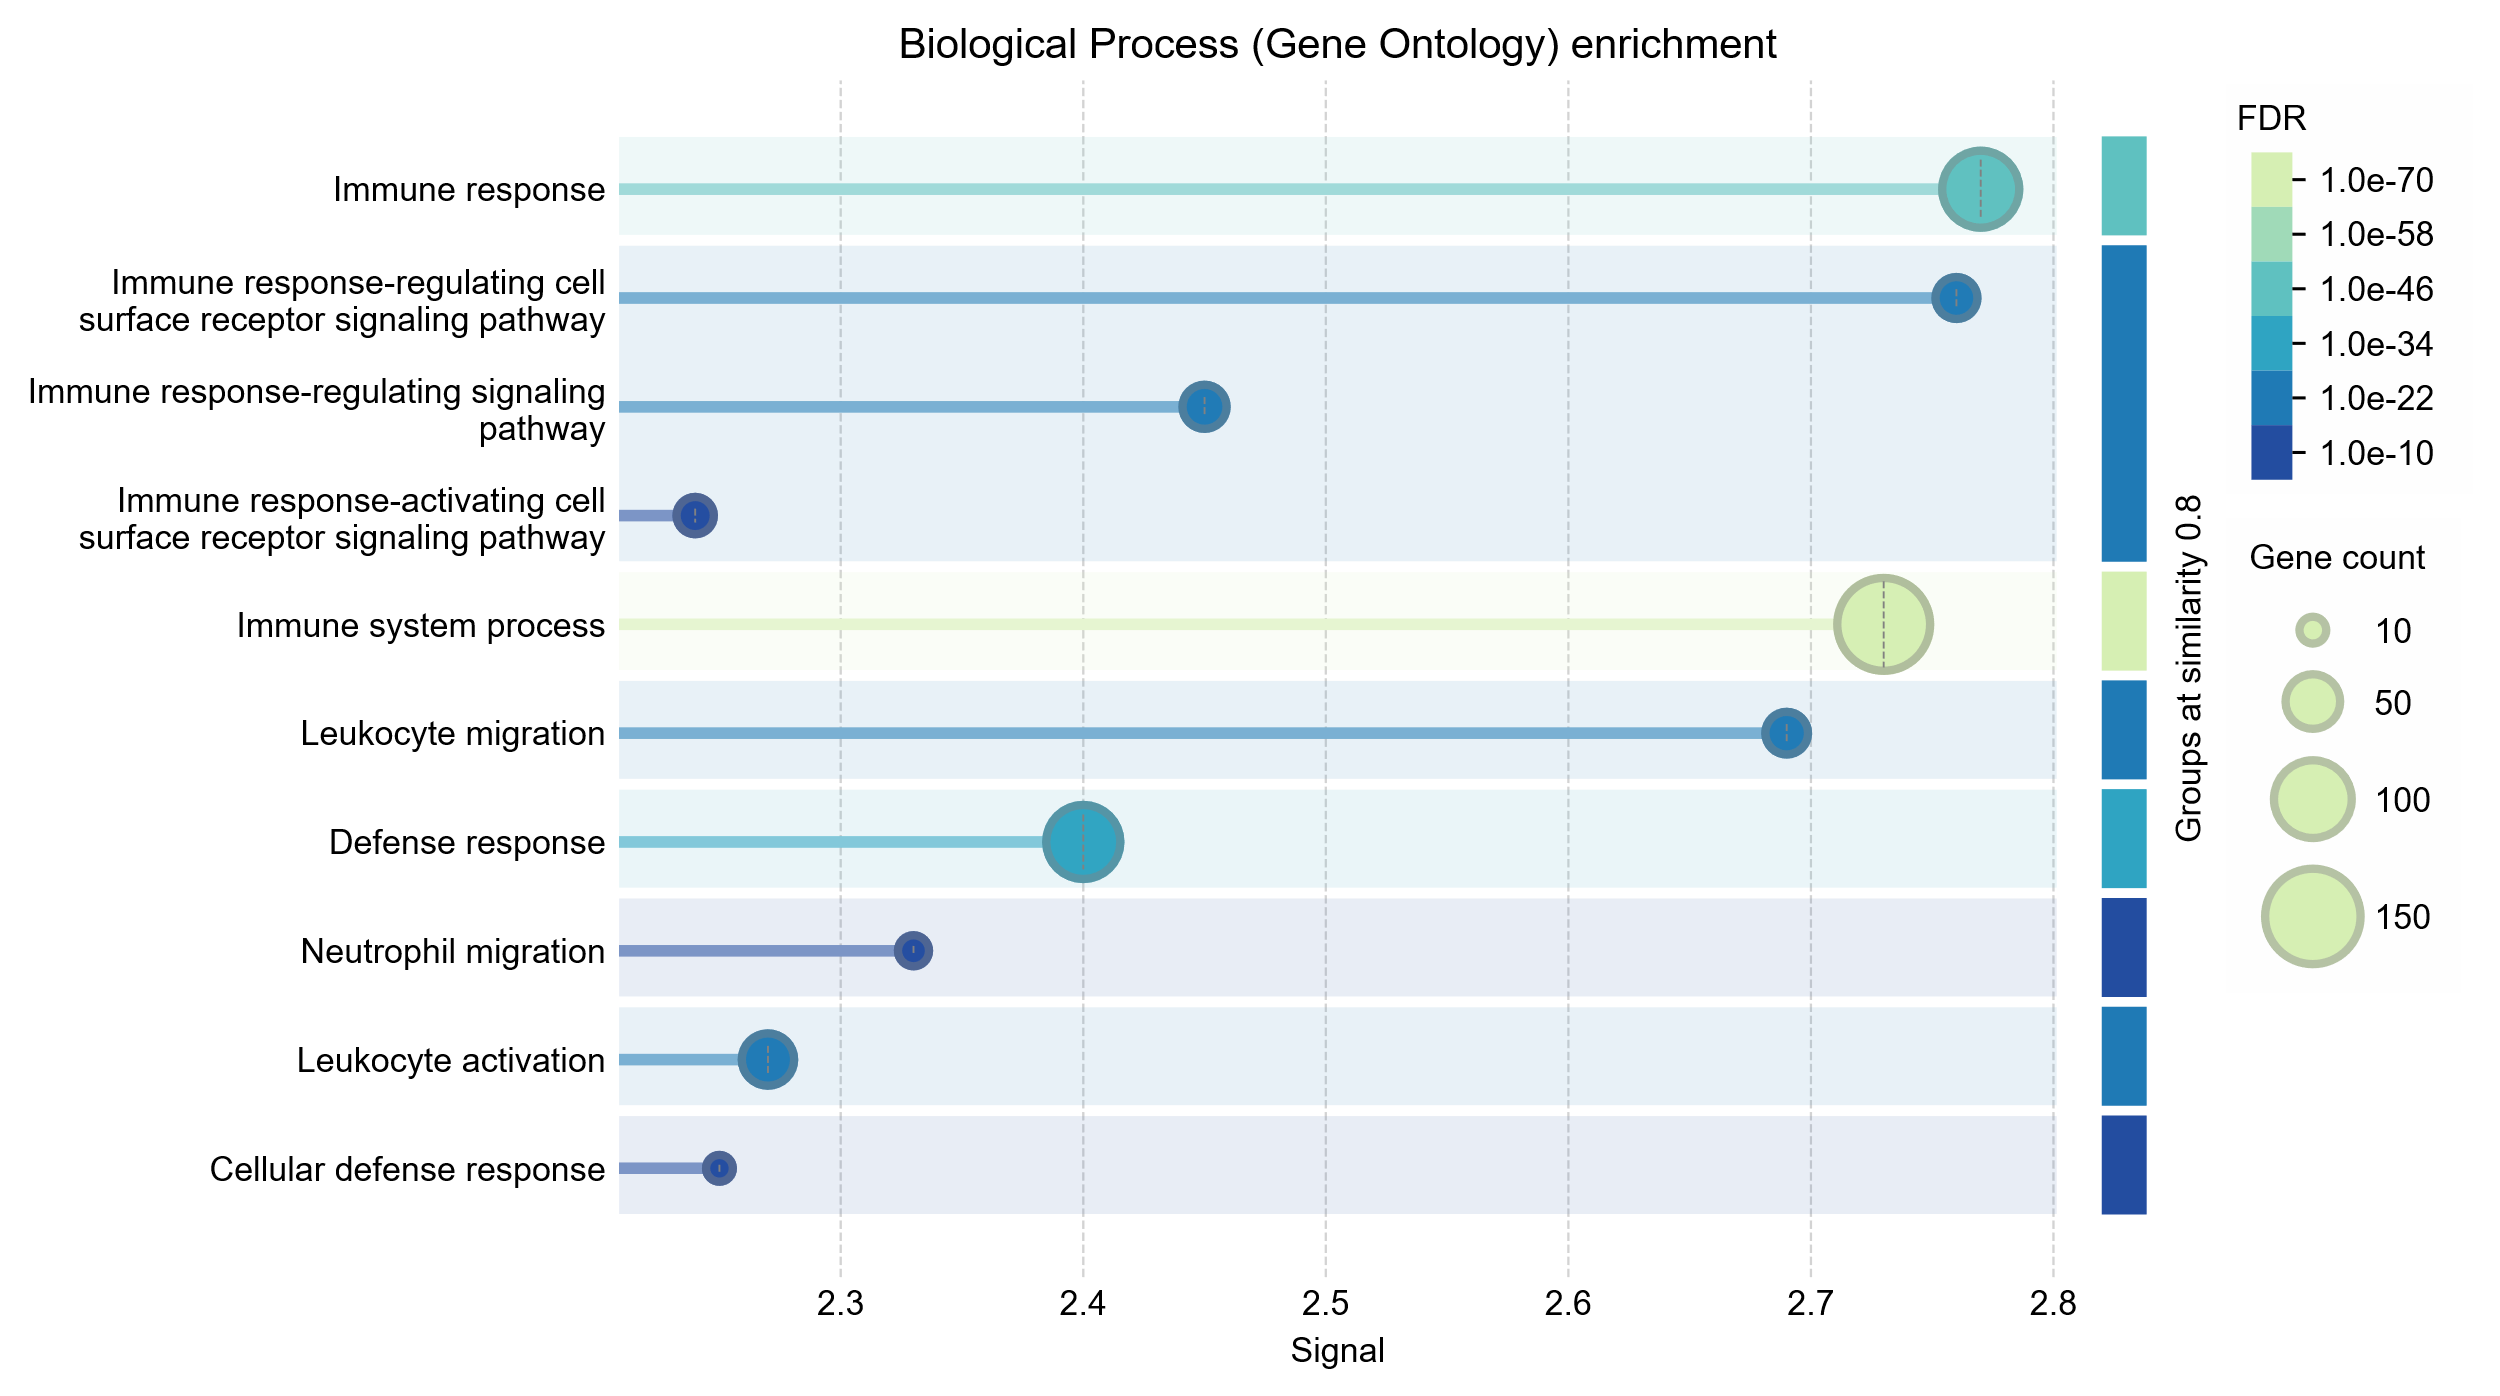 Biological Process (Gene Ontology) enrichment
Immune response
Immune response-regulating cell
surface receptor signaling pathway
Immune response-regulating signaling
pathway
Immune response-activating cell
surface receptor signaling pathway
Immune system process
Leukocyte migration
Defense response
Neutrophil migration
Leukocyte activation
Cellular defense response
2.3
2.4
2.5
2.6
2.7
2.8
Signal
Groups at similarity 0.8
FDR
1.0e-70
1.0e-58
1.0e-46
1.0e-34
1.0e-22
1.0e-10
Gene count
10
50
100
150